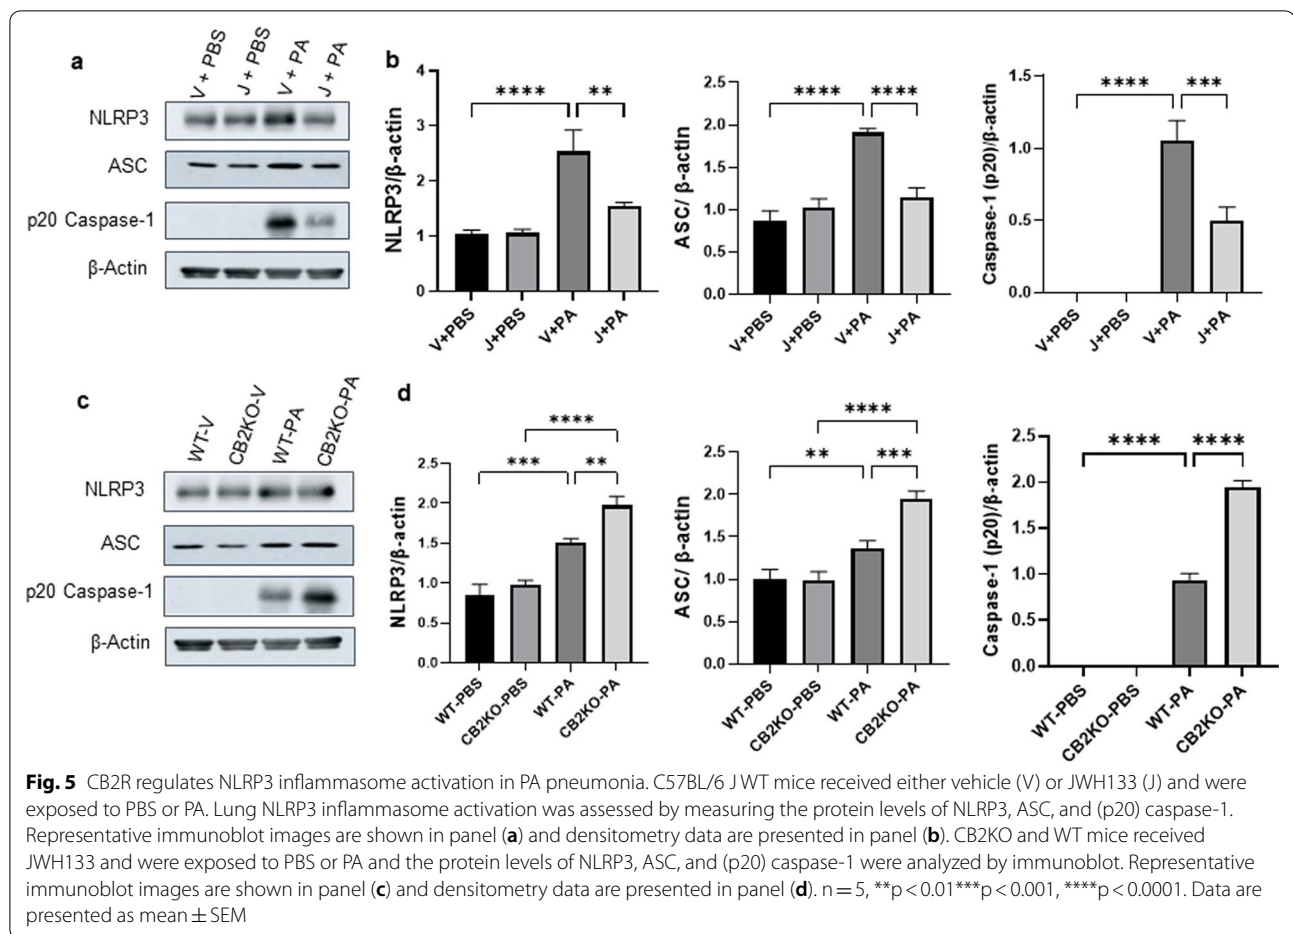 a
V + PBS
J + PBS
V + PA
J + PA
NLRP3
ASC
p20 Caspase-1
β-Actin
b
NLRP3/β-actin
4
3
2
1
0
****
**
V+PBS
J+PBS
V+PA
J+PA
ASC/ β-actin
2.5
2.0
1.5
1.0
0.5
0.0
****
****
V+PBS
J+PBS
V+PA
J+PA
Caspase-1 (p20)/β-actin
1.5
1.0
0.5
0.0
****
***
V+PBS
J+PBS
V+PA
J+PA
c
WT-V
CB2KO-V
WT-PA
CB2KO-PA
NLRP3
ASC
p20 Caspase-1
β-Actin
d
NLRP3/β-actin
2.5
2.0
1.5
1.0
0.5
0.0
****
***
**
WT-PBS
CB2KO-PBS
WT-PA
CB2KO-PA
ASC/ β-actin
2.5
2.0
1.5
1.0
0.5
0.0
****
**
***
WT-PBS
CB2KO-PBS
WT-PA
CB2KO-PA
Caspase-1 (p20)/β-actin
2.5
2.0
1.5
1.0
0.5
0.0
****
****
WT-PBS
CB2KO-PBS
WT-PA
CB2KO-PA
Fig. 5 CB2R regulates NLRP3 inflammasome activation in PA pneumonia. C57BL/6 J WT mice received either vehicle (V) or JWH133 (J) and were
exposed to PBS or PA. Lung NLRP3 inflammasome activation was assessed by measuring the protein levels of NLRP3, ASC, and (p20) caspase-1.
Representative immunoblot images are shown in panel (a) and densitometry data are presented in panel (b). CB2KO and WT mice received
JWH133 and were exposed to PBS or PA and the protein levels of NLRP3, ASC, and (p20) caspase-1 were analyzed by immunoblot. Representative
immunoblot images are shown in panel (c) and densitometry data are presented in panel (d). n = 5, **p < 0.01***p < 0.001, ****p < 0.0001. Data are
presented as mean ± SEM